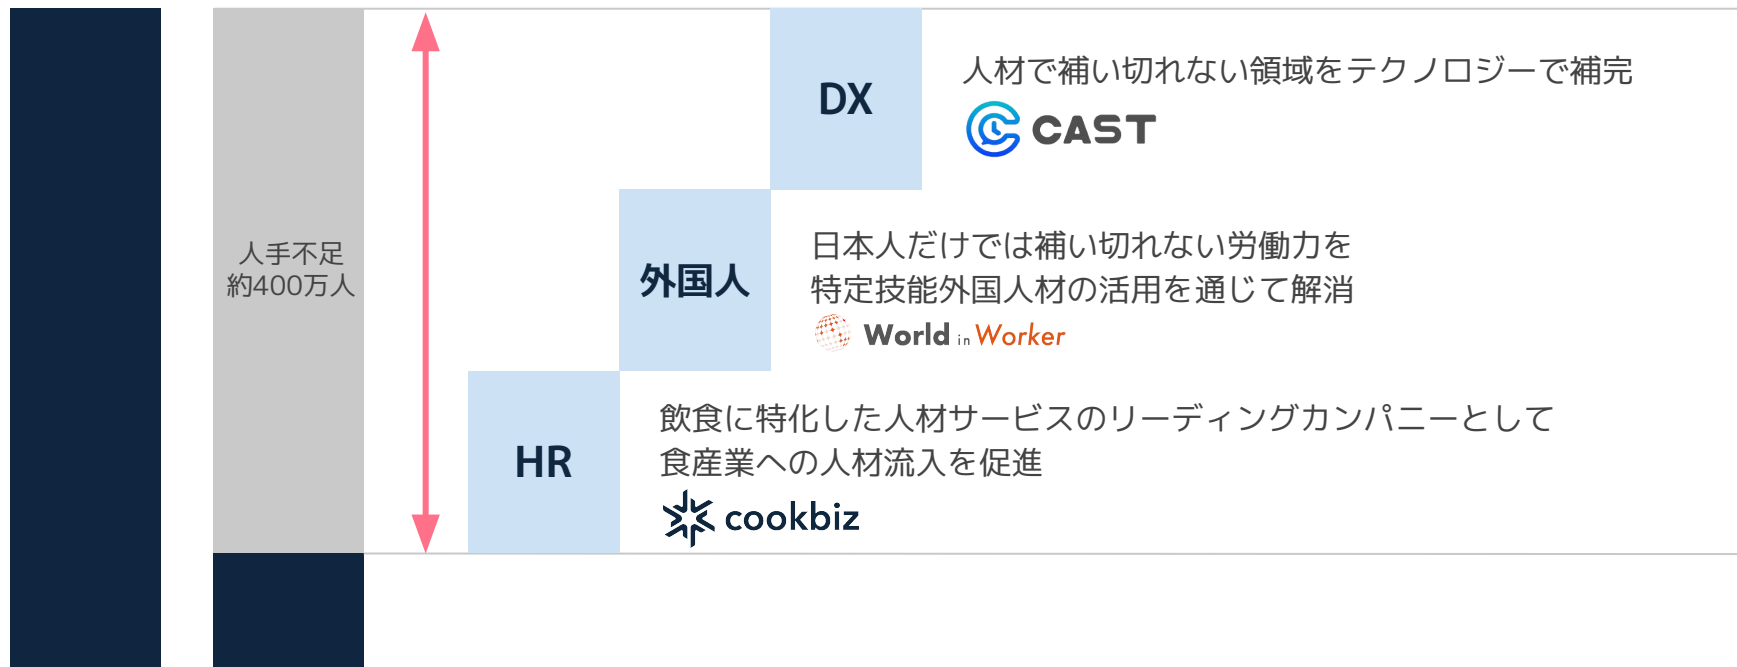 人手不足
約400万人
DX
人材で補い切れない領域をテクノロジーで補完
CAST
外国人
日本人だけでは補い切れない労働力を
特定技能外国人材の活用を通じて解消
World in Worker
HR
飲食に特化した人材サービスのリーディングカンパニーとして
食産業への人材流入を促進
cookbiz